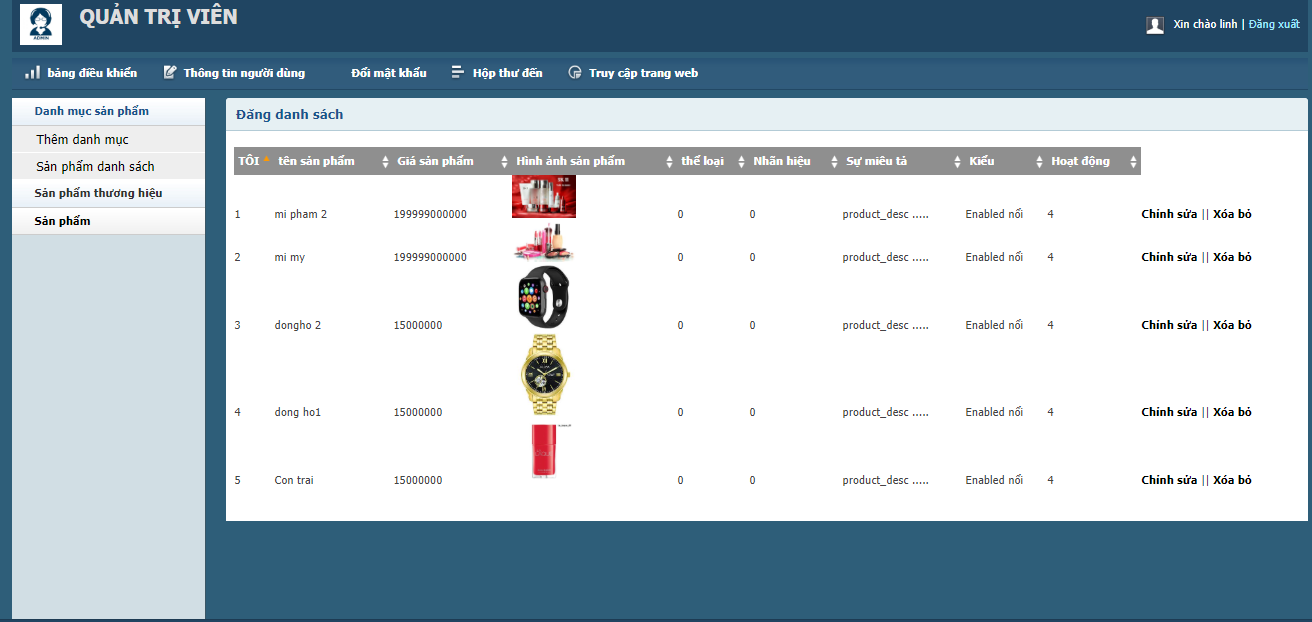 QUẢN TRỊ VIÊN
ADMIN
Xin chào linh | Đăng xuất
bảng điều khiển Thông tin người dùng Đổi mật khẩu Hộp thư đến Truy cập trang web
Danh mục sản phẩm
Thêm danh mục
Sản phẩm danh sách
Sản phẩm thương hiệu
Sản phẩm
Đăng danh sách
TÔI tên sản phẩm Giá sản phẩm Hình ảnh sản phẩm thể loại Nhãn hiệu Sự miêu tả Kiểu Hoạt động
1 mi pham 2 199999000000 0 0 product_desc ..... Enabled nổi 4 Chỉnh sửa || Xóa bỏ
2 mi my 199999000000 0 0 product_desc ..... Enabled nổi 4 Chỉnh sửa || Xóa bỏ
3 dongho 2 15000000 0 0 product_desc ..... Enabled nổi 4 Chỉnh sửa || Xóa bỏ
4 dong ho1 15000000 0 0 product_desc ..... Enabled nổi 4 Chỉnh sửa || Xóa bỏ
5 Con trai 15000000 0 0 product_desc ..... Enabled nổi 4 Chỉnh sửa || Xóa bỏ